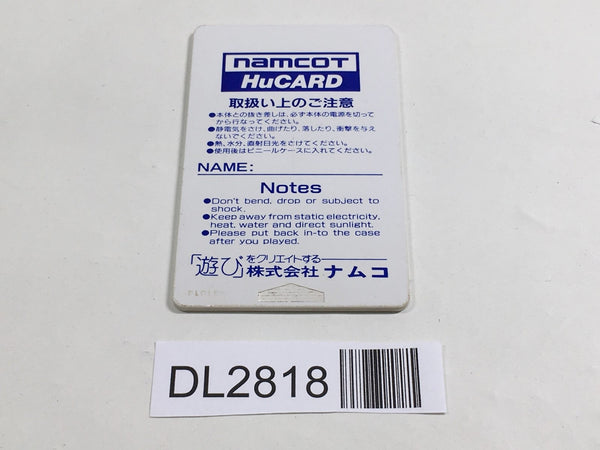 namcoT
HuCARD
取扱い上のご注意
●本体との抜き差しは、必ず本体の電源を切って
から行なってください。
●静電気をさけ、曲げたり、落したり、衝撃を与え
ないでください。
●熱、水分、直射日光をさけてください。
●使用後はビニールケースに入れてください。
NAME:
Notes
●Don't bend, drop or subject to
shock.
●Keep away from static electricity,
heat, water and direct sunlight.
●Please put back in-to the case
after you played.
「遊び」をクリエイトする
株式会社 ナムコ
DL2818